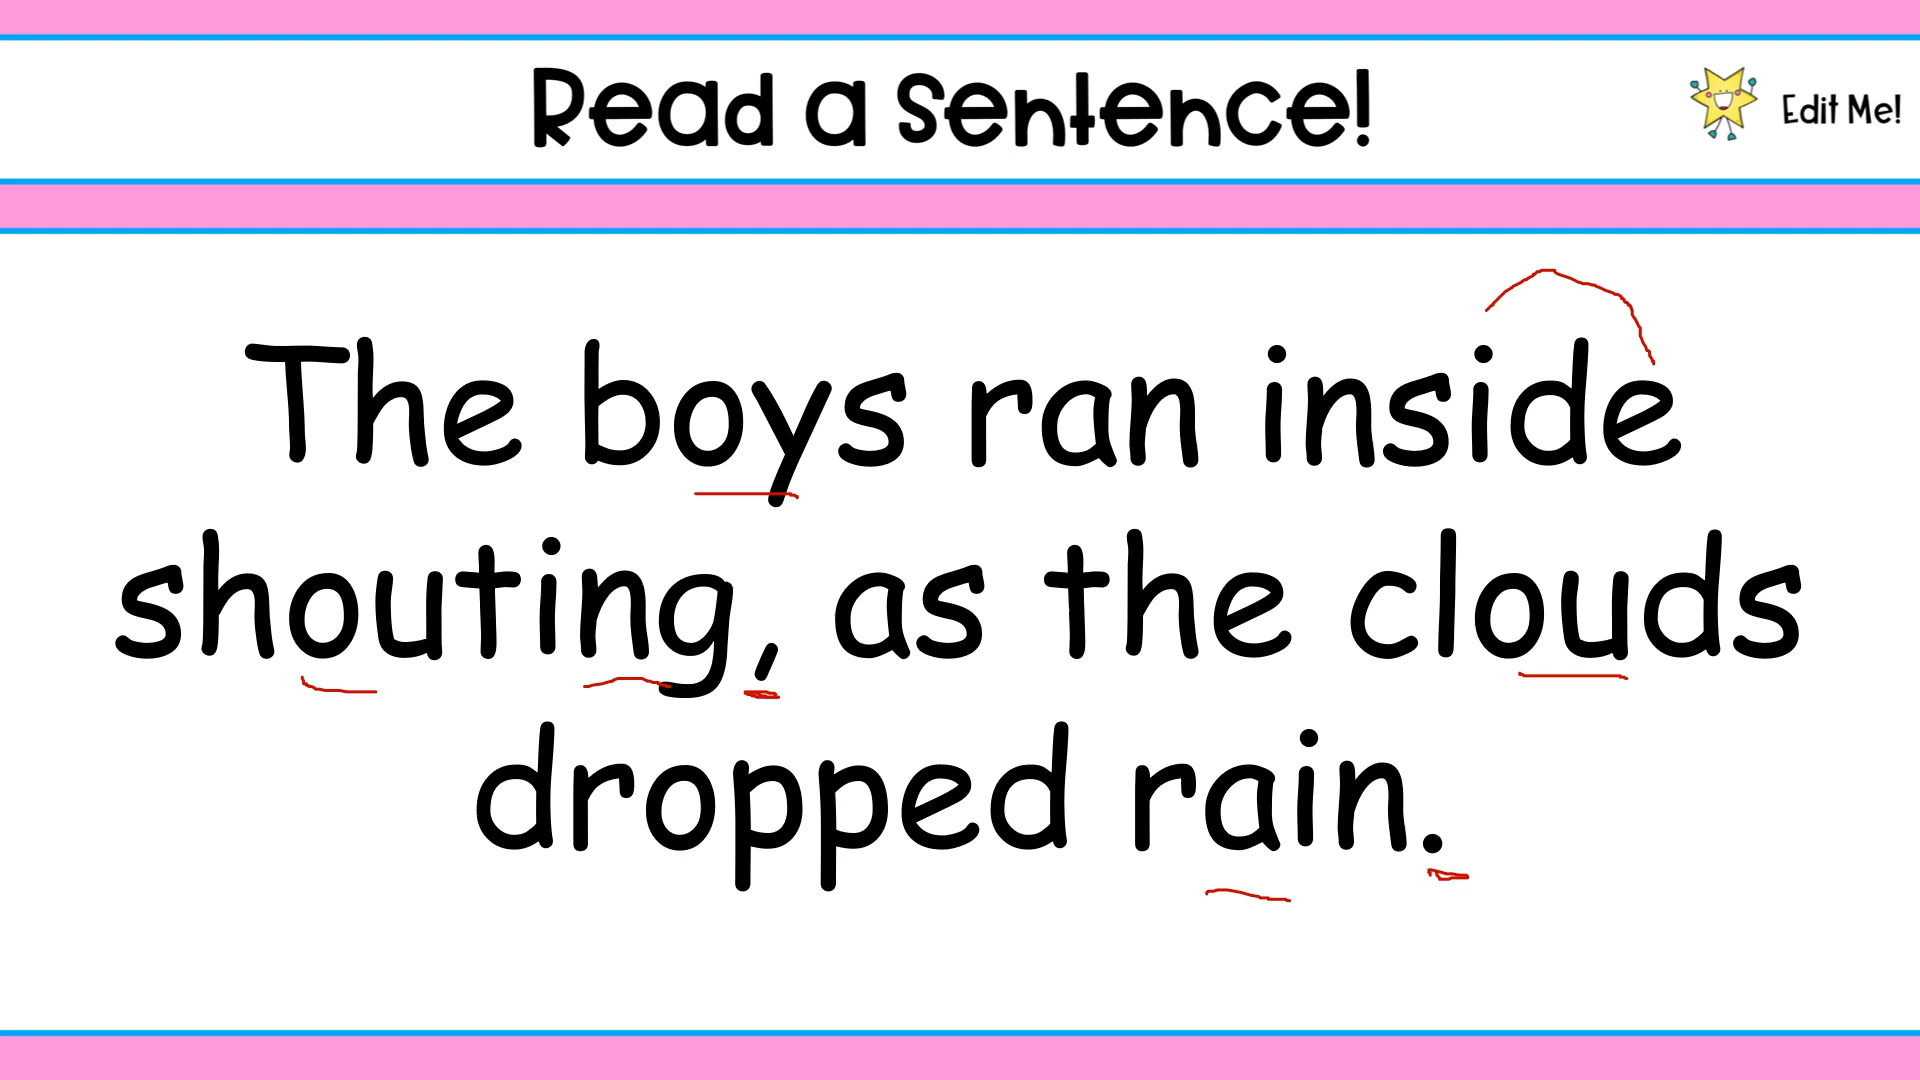 Read a Sentence!
Edit Me!
The boys ran inside
shouting, as the clouds
dropped rain.